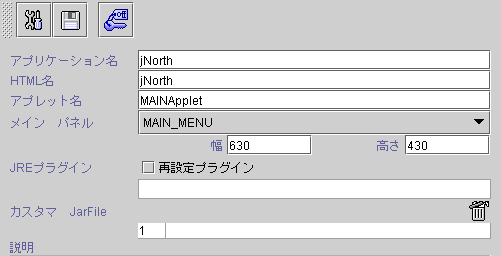 Off
アプリケーション名 jNorth
HTML名 jNorth
アプレット名 MAINApplet
メイン パネル MAIN_MENU
幅 630 高さ 430
JREプラグイン 再設定プラグイン
カスタマ JarFile
1
説明